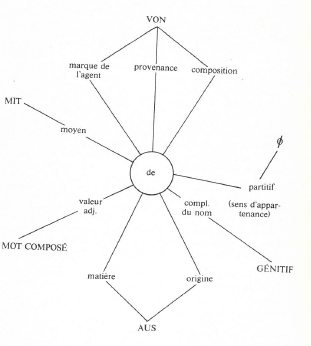 VON
marque de
l'agent
provenance
composition
MIT
moyen
ϕ
de
partitif
(sens d'appar-
tenance)
valeur
adj.
compl.
du nom
MOT COMPOSÉ
GÉNITIF
matière
origine
AUS